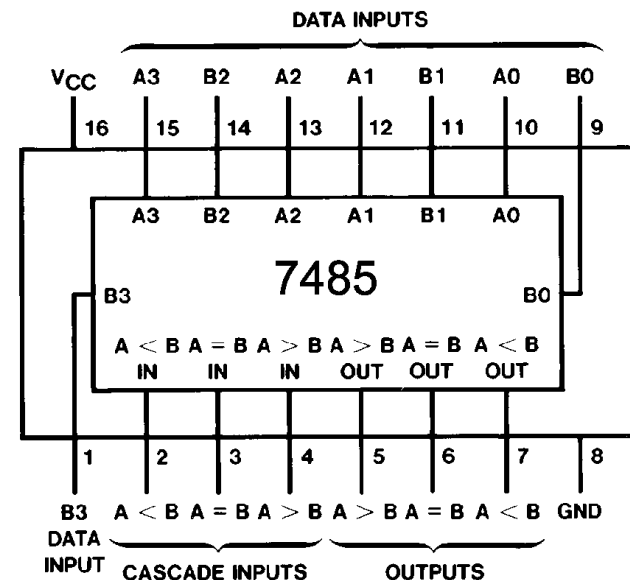 DATA INPUTS
VCC A3 B2 A2 A1 B1 A0 B0
16 15 14 13 12 11 10 9
A3 B2 A2 A1 B1 A0
7485
B3 B0
A < B A = B A > B A > B A = B A < B
IN IN IN OUT OUT OUT
1 2 3 4 5 6 7 8
B3 A < B A = B A > B A > B A = B A < B GND
DATA
INPUT
CASCADE INPUTS OUTPUTS